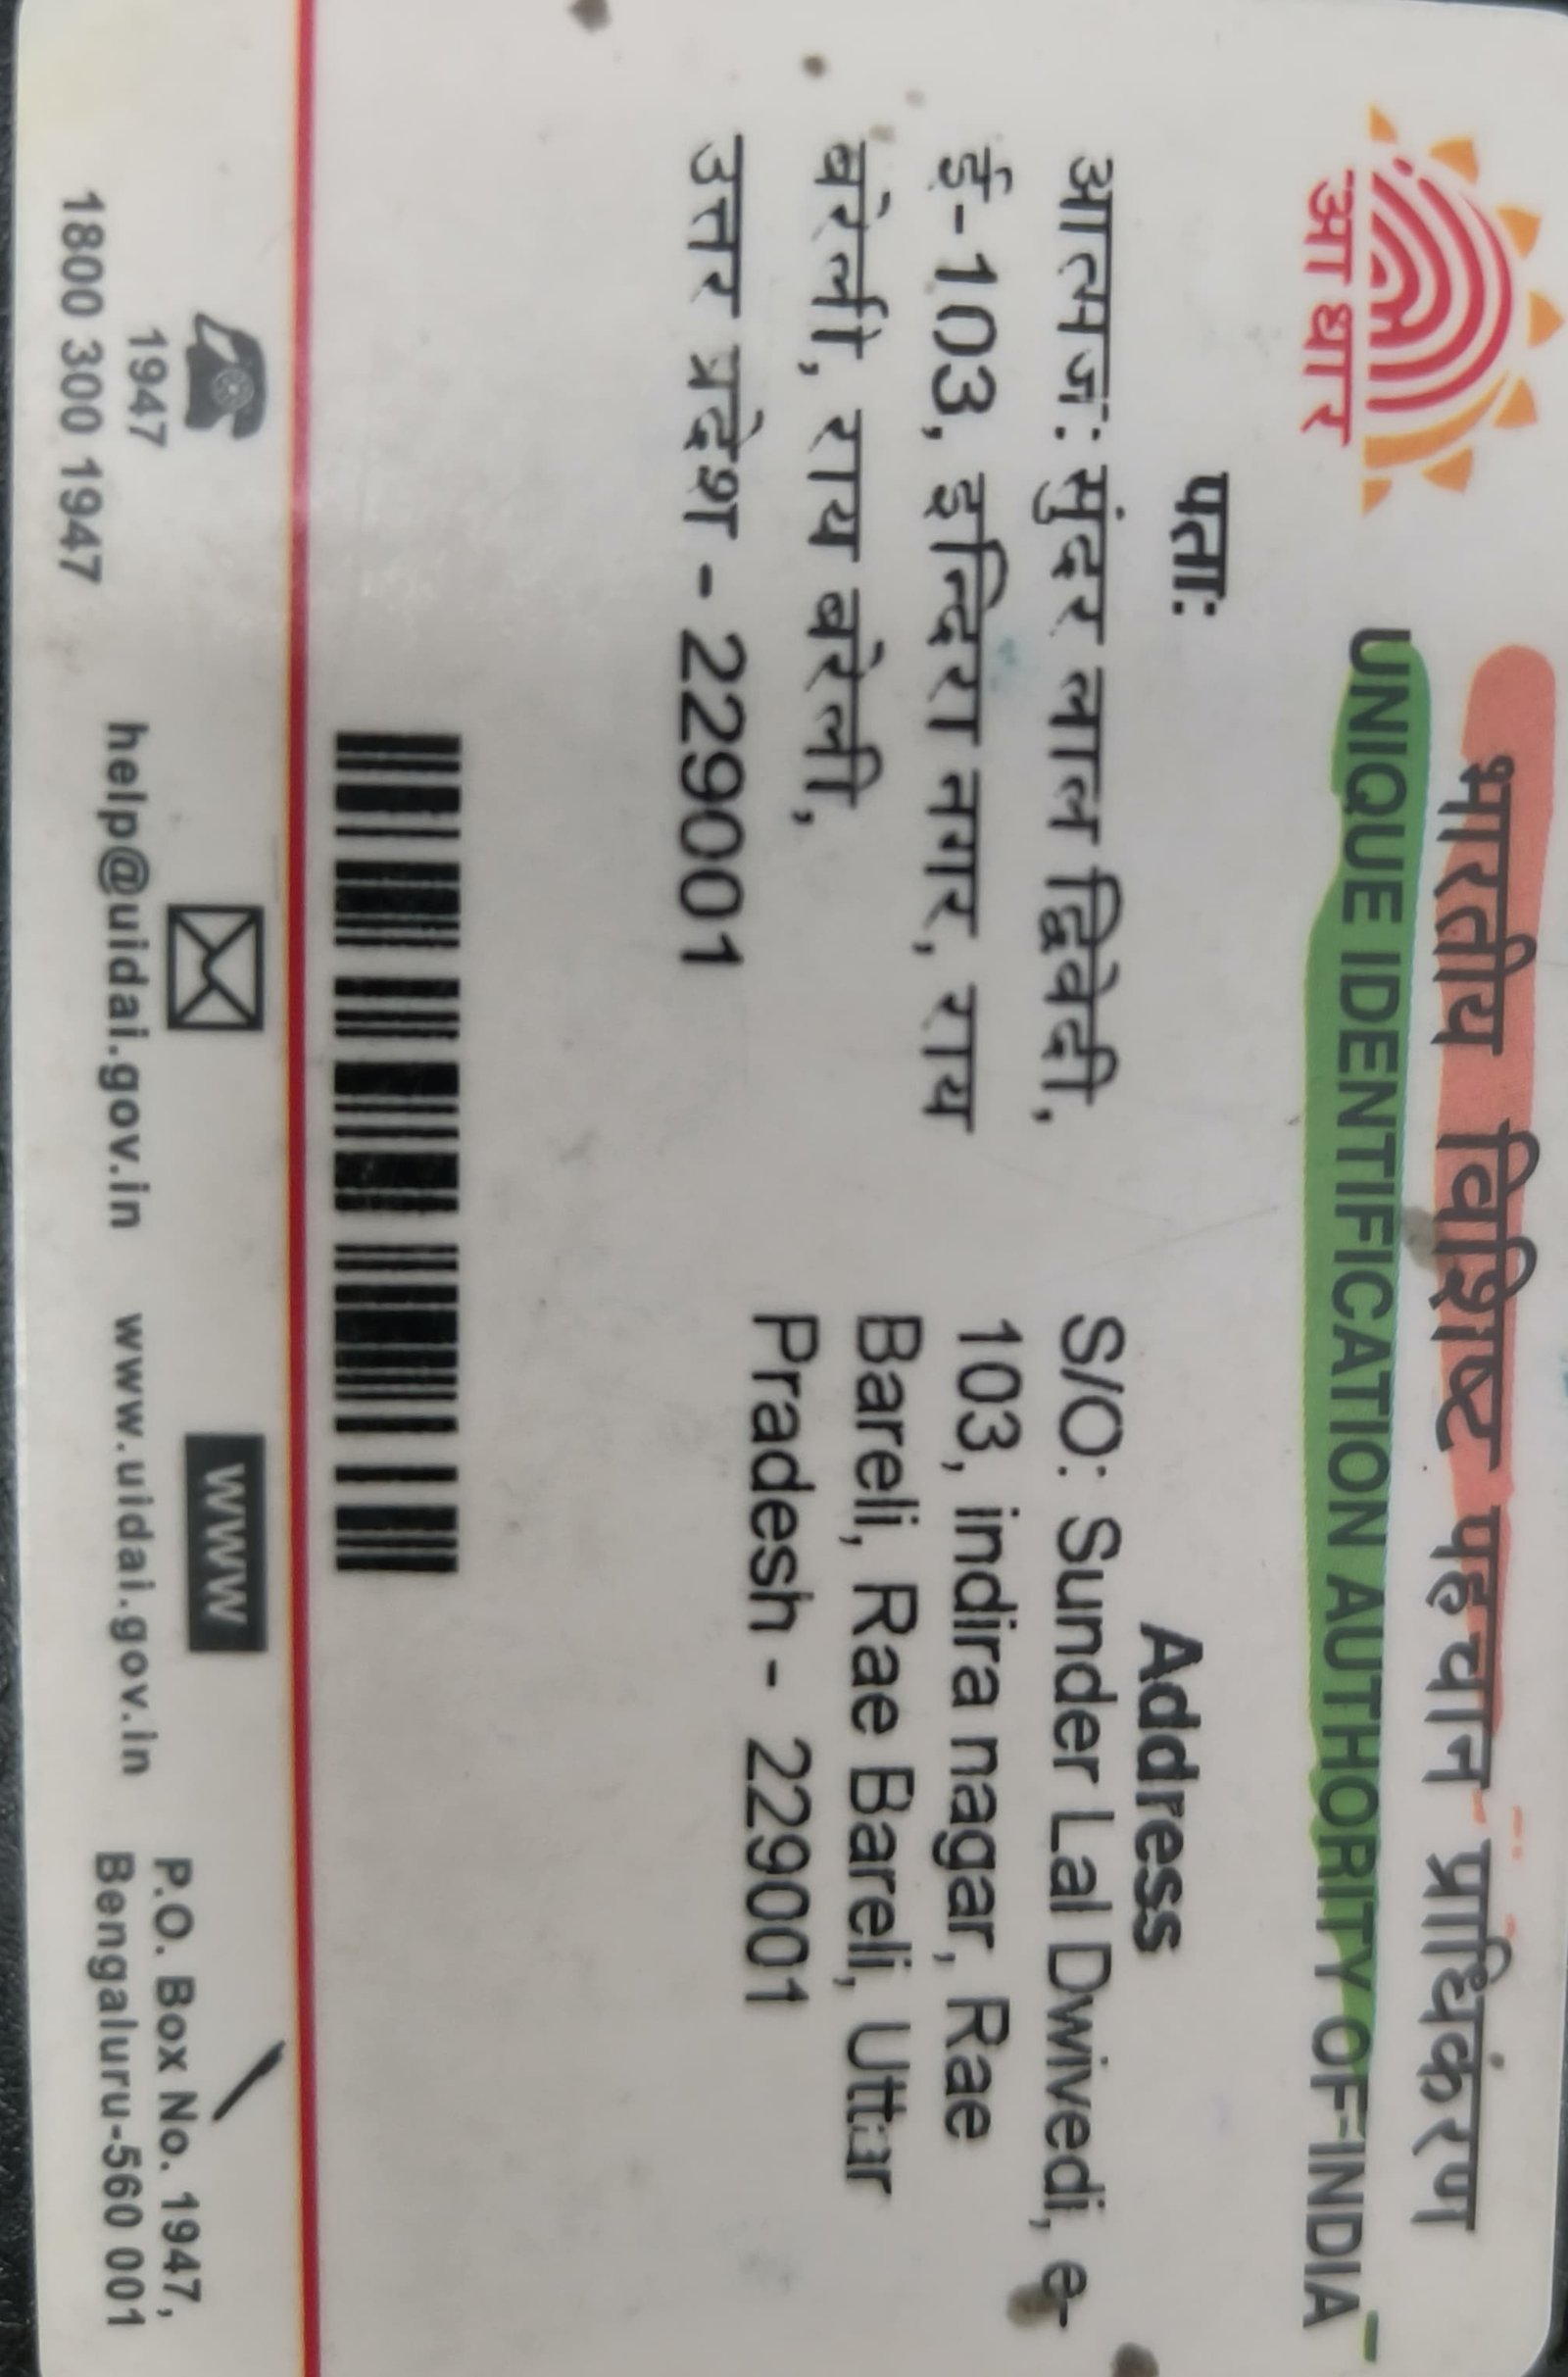 भारतीय विशिष्ट पहचान प्राधिकरण
UNIQUE IDENTIFICATION AUTHORITY OF INDIA
आधार
पताः
आत्मजः सुंदर लाल द्विवेदी,
ई-103, इन्दिरा नगर, राय
बरेली, राय बरेली,
उत्तर प्रदेश - 229001
Address
S/O: Sunder Lal Dwivedi, e-
103, indira nagar, Rae
Bareli, Rae Bareli, Uttar
Pradesh - 229001
1947
1800 300 1947
help@uidai.gov.in
WWW
www.uidai.gov.in
P.O. Box No. 1947,
Bengaluru-560 001